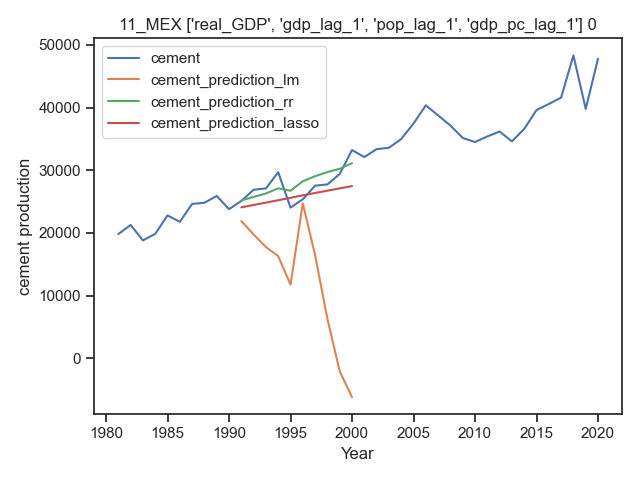 11_MEX ['real_GDP', 'gdp_lag_1', 'pop_lag_1', 'gdp_pc_lag_1'] 0
cement
cement_prediction_lm
cement_prediction_rr
cement_prediction_lasso
50000
40000
30000
20000
10000
0
cement production
1980 1985 1990 1995 2000 2005 2010 2015 2020
Year